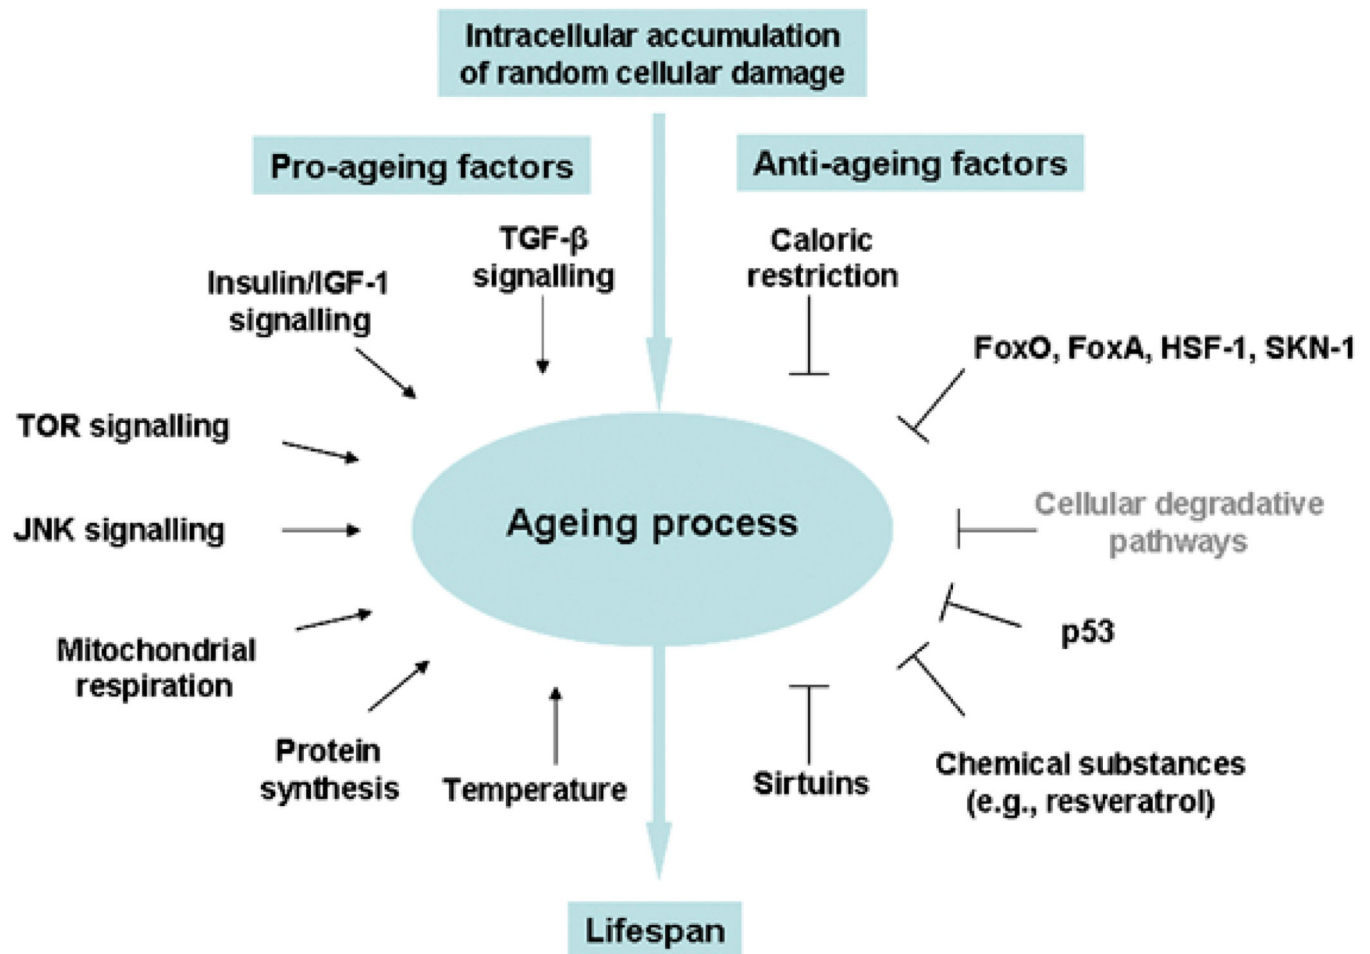 Intracellular accumulation
of random cellular damage
Pro-ageing factors
Anti-ageing factors
TGF-β
signalling
Caloric
restriction
Insulin/IGF-1
signalling
FoxO, FoxA, HSF-1, SKN-1
TOR signalling
Cellular degradative
pathways
Ageing process
JNK signalling
p53
Mitochondrial
respiration
Protein
synthesis
Temperature
Sirtuins
Chemical substances
(e.g., resveratrol)
Lifespan